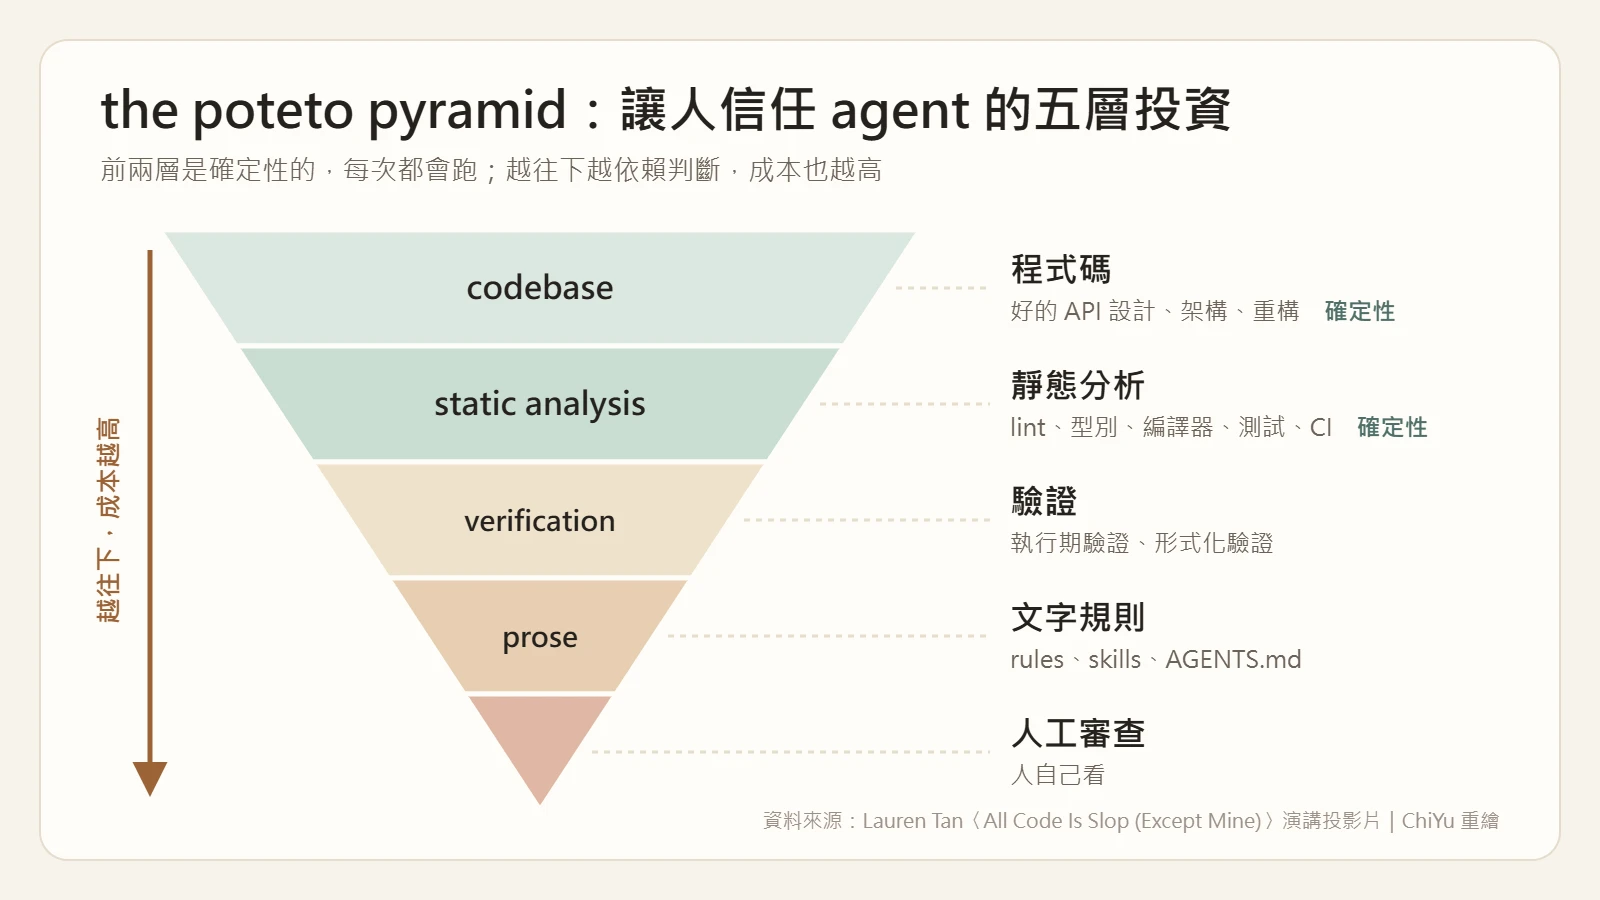 the poteto pyramid：讓人信任 agent 的五層投資
前兩層是確定性的，每次都會跑；越往下越依賴判斷，成本也越高
越往下，成本越高
codebase
程式碼
好的 API 設計、架構、重構 確定性
static analysis
靜態分析
lint、型別、編譯器、測試、CI 確定性
verification
驗證
執行期驗證、形式化驗證
prose
文字規則
rules、skills、AGENTS.md
人工審查
人自己看
資料來源：Lauren Tan〈All Code Is Slop (Except Mine)〉演講投影片｜ChiYu 重繪